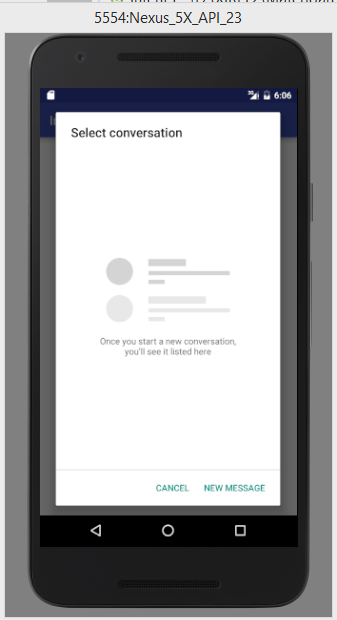 5554:Nexus_5X_API_23
6:06
Select conversation
Once you start a new conversation,
you'll see it listed here
CANCEL NEW MESSAGE